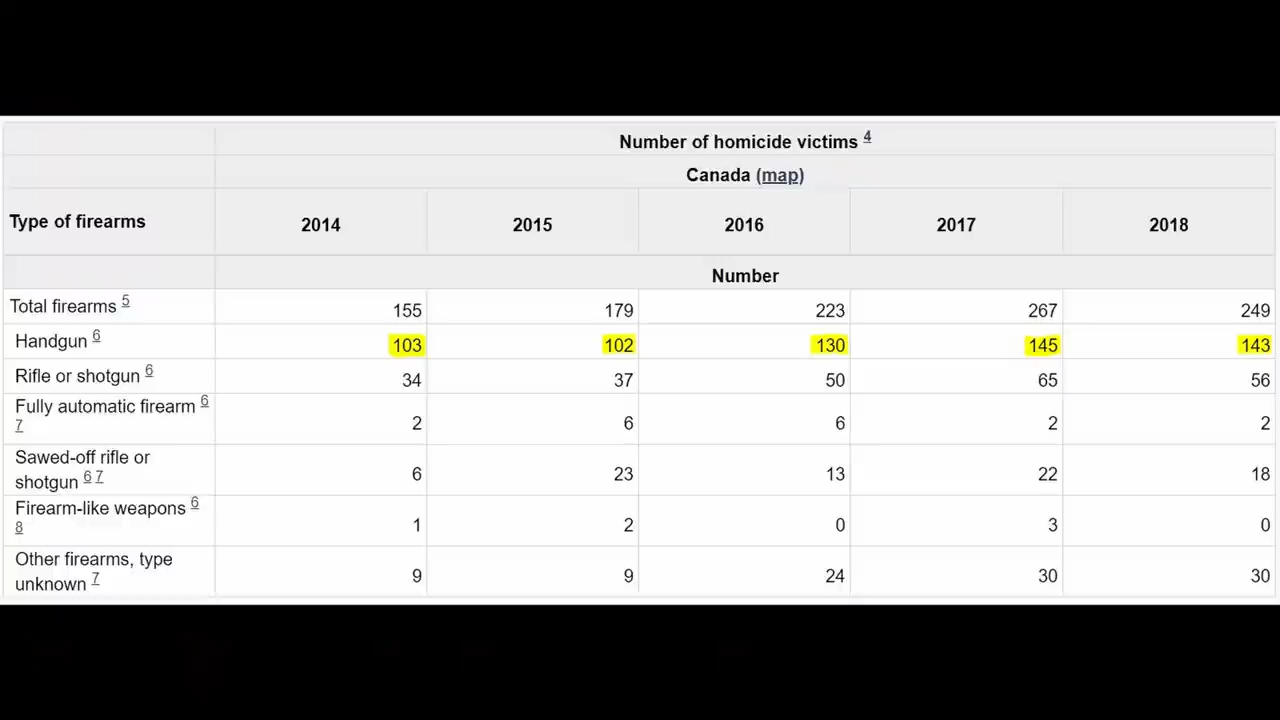 Number of homicide victims 4
Canada (map)
Type of firearms 2014 2015 2016 2017 2018
Number
Total firearms 5 155 179 223 267 249
Handgun 6 103 102 130 145 143
Rifle or shotgun 6 34 37 50 65 56
Fully automatic firearm 6
7 2 6 6 2 2
Sawed-off rifle or
shotgun 6 7 6 23 13 22 18
Firearm-like weapons 6
8 1 2 0 3 0
Other firearms, type
unknown 7 9 9 24 30 30